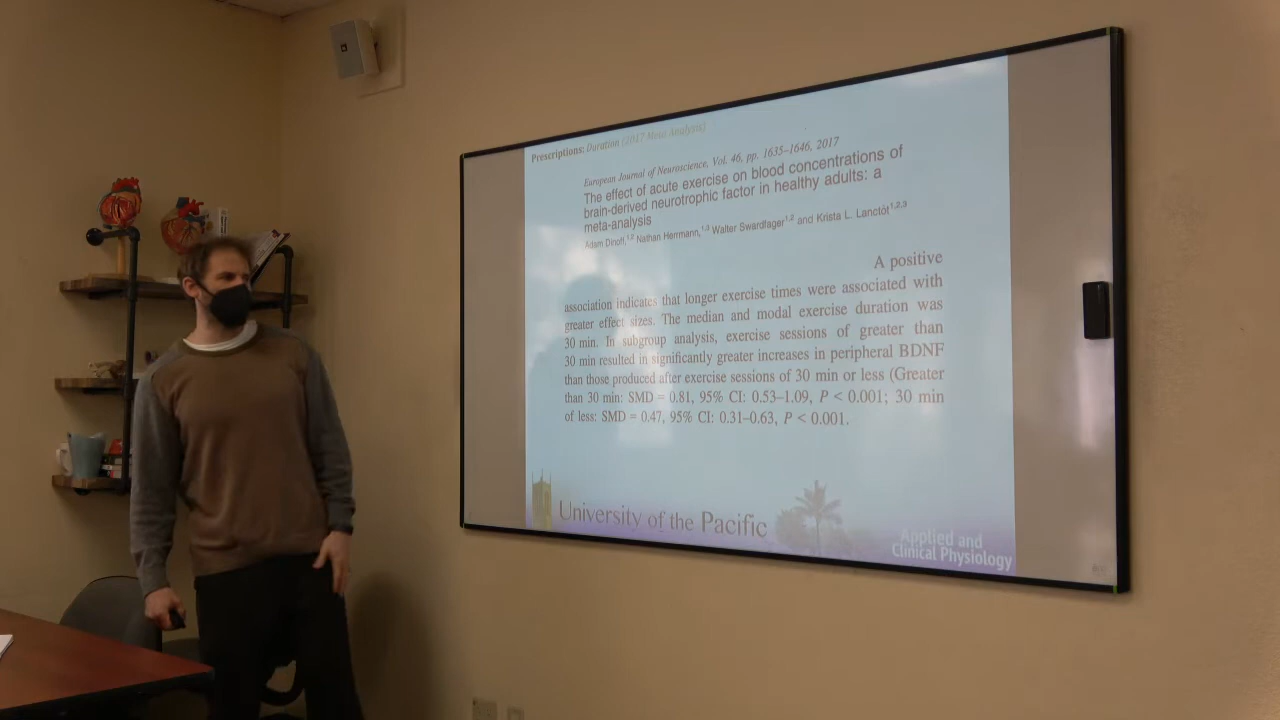 Prescriptions: Duration (2017 Meta Analysis)
European Journal of Neuroscience, Vol. 46, pp. 1635–1646, 2017
The effect of acute exercise on blood concentrations of
brain-derived neurotrophic factor in healthy adults: a
meta-analysis
Adam Dinoff,1,2 Nathan Herrmann,1,3 Walter Swardfager1,2 and Krista L. Lanctôt1,2,3
A positive
association indicates that longer exercise times were associated with
greater effect sizes. The median and modal exercise duration was
30 min. In subgroup analysis, exercise sessions of greater than
30 min resulted in significantly greater increases in peripheral BDNF
than those produced after exercise sessions of 30 min or less (Greater
than 30 min: SMD = 0.81, 95% CI: 0.53–1.09, P < 0.001; 30 min
of less: SMD = 0.47, 95% CI: 0.31–0.63, P < 0.001.
University of the Pacific
Applied and
Clinical Physiology